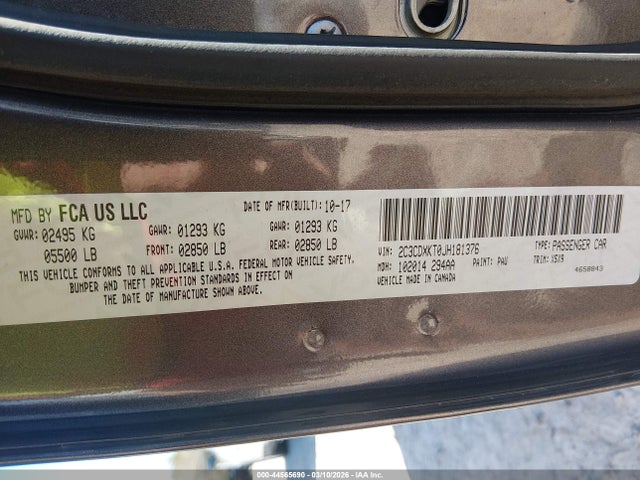 MFD BY FCA US LLC
DATE OF MFR(BUILT): 10-17
GVWR: 02495 KG GAWR: 01293 KG GAWR: 01293 KG
05500 LB FRONT: 02850 LB REAR: 02850 LB
THIS VEHICLE CONFORMS TO ALL APPLICABLE U.S.A. FEDERAL MOTOR VEHICLE SAFETY,
BUMPER AND THEFT PREVENTION STANDARDS IN EFFECT ON
THE DATE OF MANUFACTURE SHOWN ABOVE.
VIN: 2C3CDXKT0JH181376 TYPE: PASSENGER CAR
MDH: 102014 294AA PAINT: PAU TRIM: X5I9
VEHICLE MADE IN CANADA 4658843
000-44565690 - 03/10/2026 - IAA Holdings, LLC